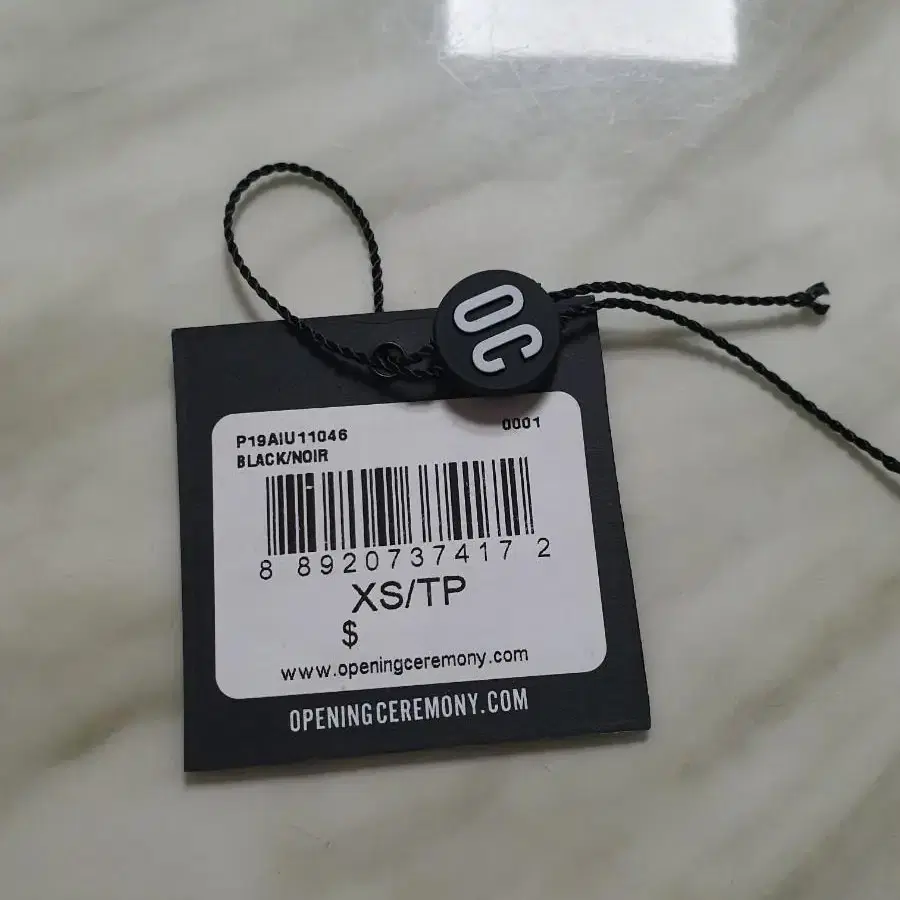 OC
P19AIU11046 0001
BLACK/NOIR
8 8920737417 2
XS/TP
$
www.openingceremony.com
OPENINGCEREMONY.COM